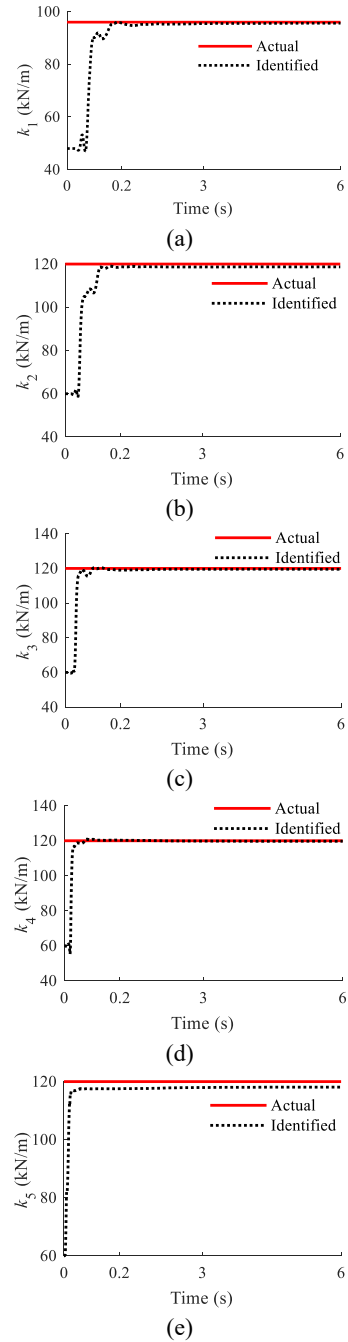 100
80
60
40
k1 (kN/m)
Actual
Identified
0 0.2 3 6
Time (s)
(a)
120
100
80
60
40
k2 (kN/m)
Actual
Identified
0 0.2 3 6
Time (s)
(b)
140
120
100
80
60
40
k3 (kN/m)
Actual
Identified
0 0.2 3 6
Time (s)
(c)
140
120
100
80
60
40
k4 (kN/m)
Actual
Identified
0 0.2 3 6
Time (s)
(d)
120
100
80
60
k5 (kN/m)
Actual
Identified
0 0.2 3 6
Time (s)
(e)